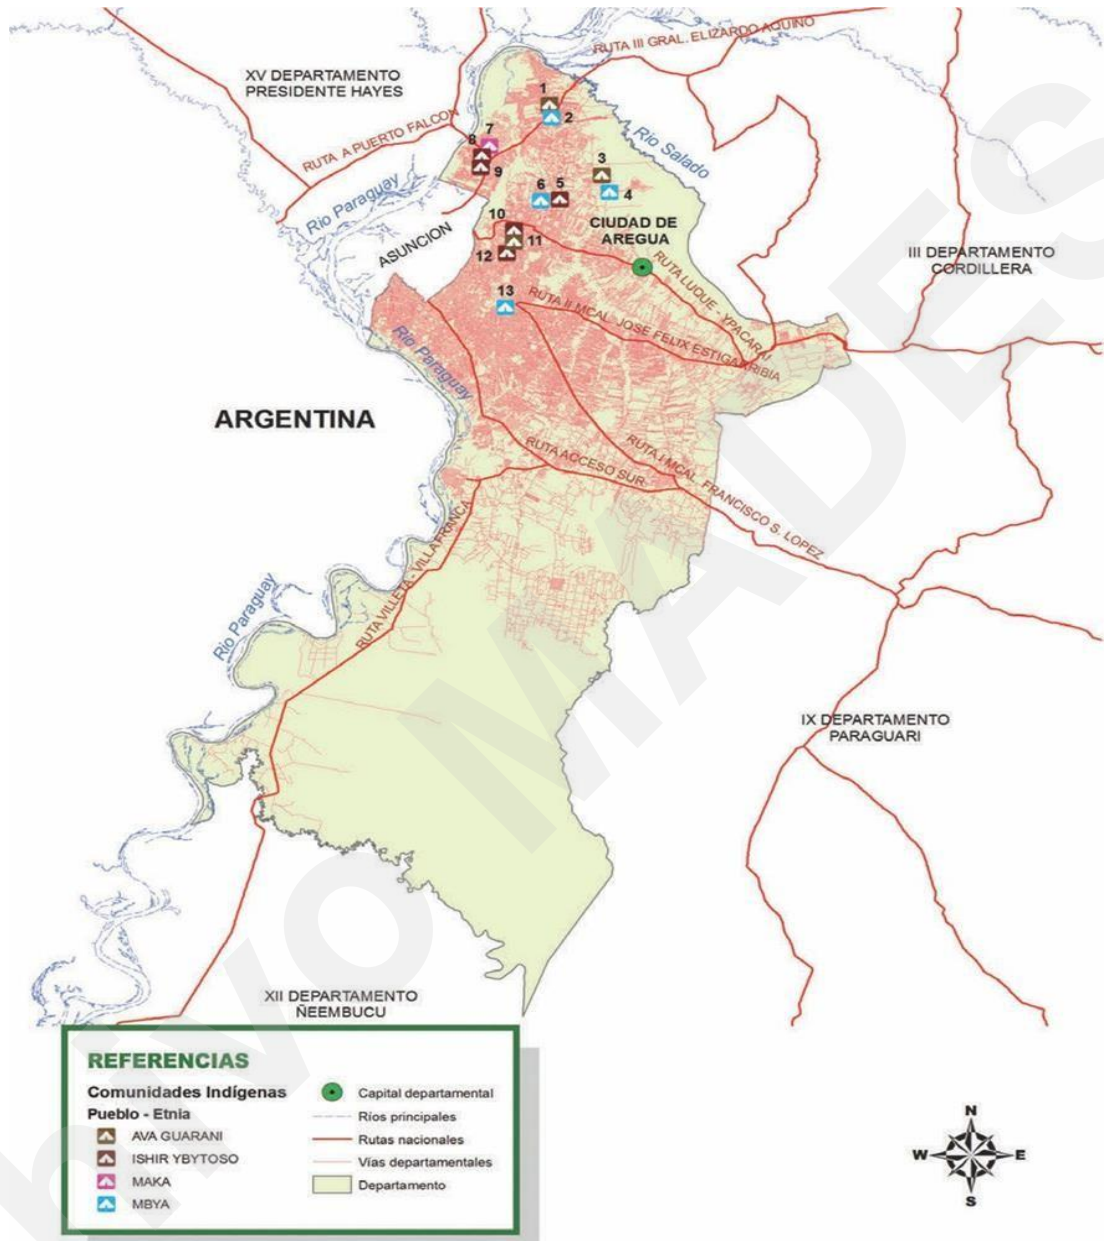 RUTA III GRAL. ELIZARDO AQUINO
XV DEPARTAMENTO
PRESIDENTE HAYES
RUTA A PUERTO FALCON
1
2
7
8
9
Rio Salado
3
4
6
5
Rio Paraguay
ASUNCION
10
11
12
CIUDAD DE
AREGUA
RUTA LUQUE - YPACARAI
III DEPARTAMENTO
CORDILLERA
13
RUTA II MCAL. JOSE FELIX ESTIGARRIBIA
Rio Paraguay
ARGENTINA
RUTA ACCESO SUR
RUTA I MCAL. FRANCISCO S. LOPEZ
RUTA VILLETA - VILLA FRANCA
Rio Paraguay
IX DEPARTAMENTO
PARAGUARI
XII DEPARTAMENTO
ÑEEMBUCU
REFERENCIAS
Comunidades Indígenas
Pueblo - Etnia
AVA GUARANI
ISHIR YBYTOSO
MAKA
MBYA
Capital departamental
Ríos principales
Rutas nacionales
Vías departamentales
Departamento
N
W
E
S
hivo MADES